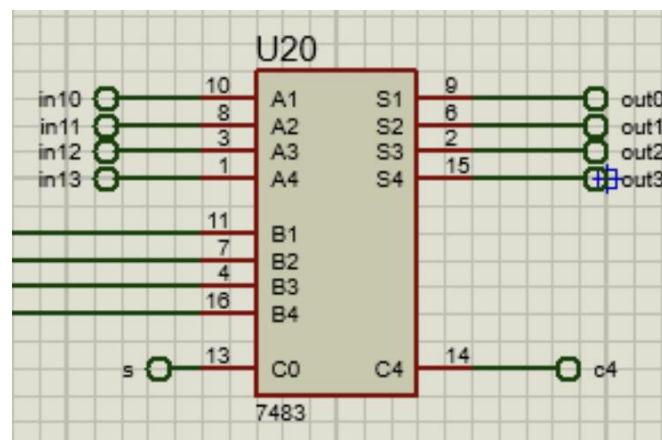 U20
in10 10 A1 S1 9 out0
in11 8 A2 S2 6 out1
in12 3 A3 S3 2 out2
in13 1 A4 S4 15 out3
11 B1
7 B2
4 B3
16 B4
s 13 C0 C4 14 c4
7483